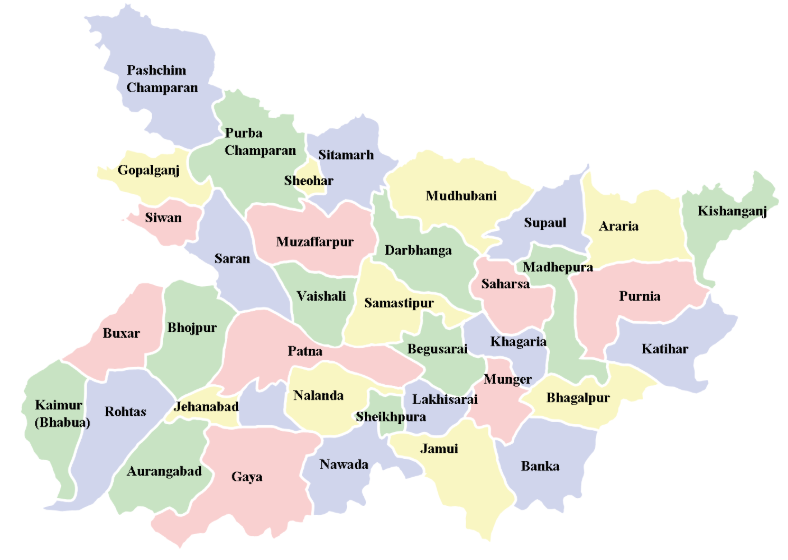 Pashchim
Champaran
Purba
Champaran
Sitamarh
Gopalganj
Sheohar
Mudhubani
Siwan
Kishanganj
Supaul
Araria
Muzaffarpur
Darbhanga
Saran
Madhepura
Saharsa
Vaishali
Samastipur
Purnia
Buxar
Bhojpur
Khagaria
Patna
Begusarai
Katihar
Munger
Nalanda
Bhagalpur
Lakhisarai
Kaimur
(Bhabua)
Rohtas
Jehanabad
Sheikhpura
Jamui
Nawada
Banka
Aurangabad
Gaya